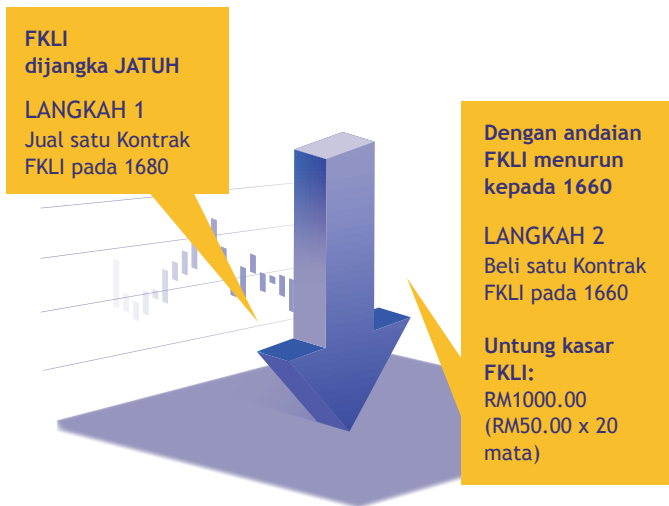 FKLI
dijangka JATUH
LANGKAH 1
Jual satu Kontrak
FKLI pada 1680
Dengan andaian
FKLI menurun
kepada 1660
LANGKAH 2
Beli satu Kontrak
FKLI pada 1660
Untung kasar
FKLI:
RM1000.00
(RM50.00 x 20
mata)